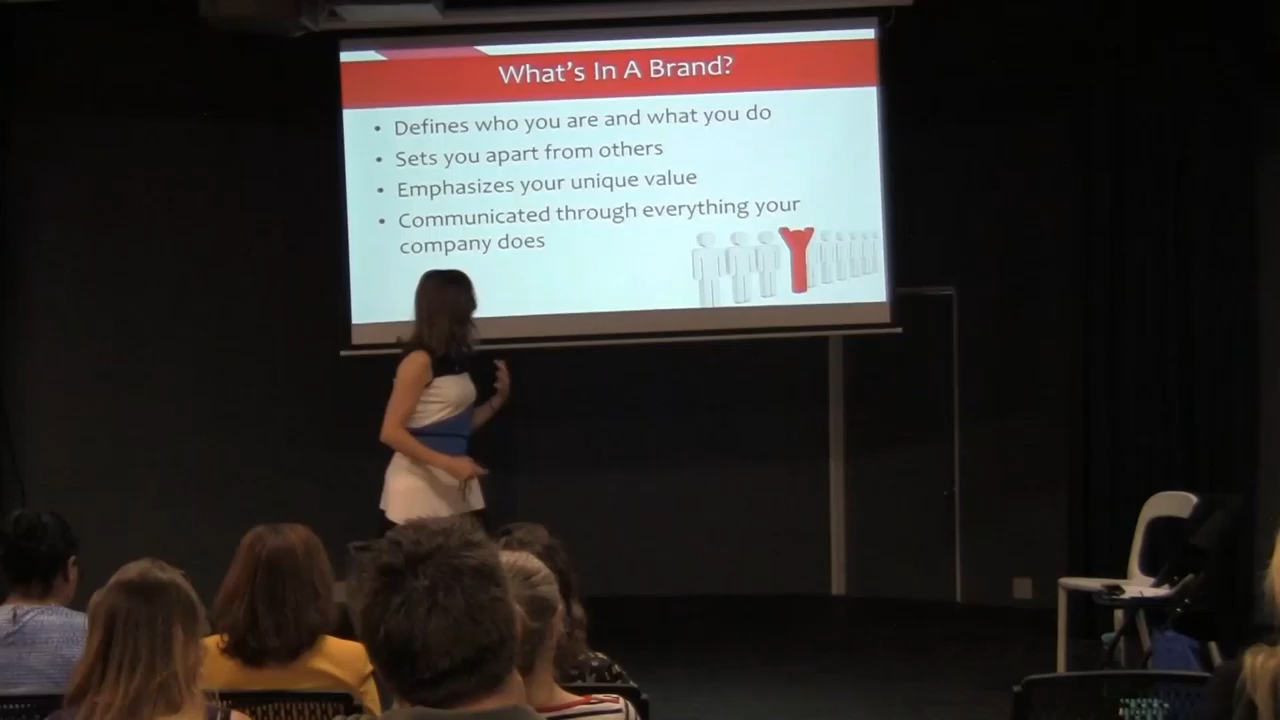 What's In A Brand?
• Defines who you are and what you do
• Sets you apart from others
• Emphasizes your unique value
• Communicated through everything your
company does